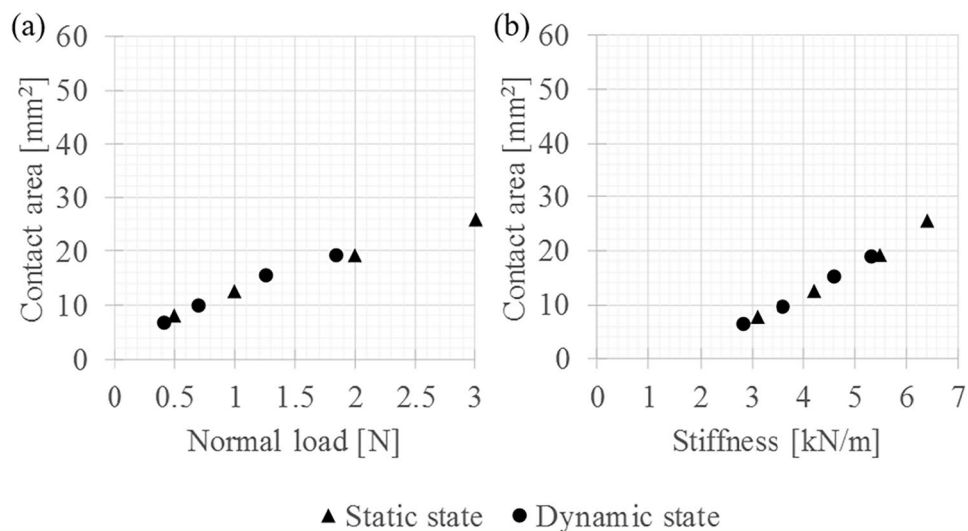 (a)
60
50
40
30
20
10
0
Contact area [mm²]
0 0.5 1 1.5 2 2.5 3
Normal load [N]
(b)
60
50
40
30
20
10
0
Contact area [mm²]
0 1 2 3 4 5 6 7
Stiffness [kN/m]
▲ Static state ● Dynamic state